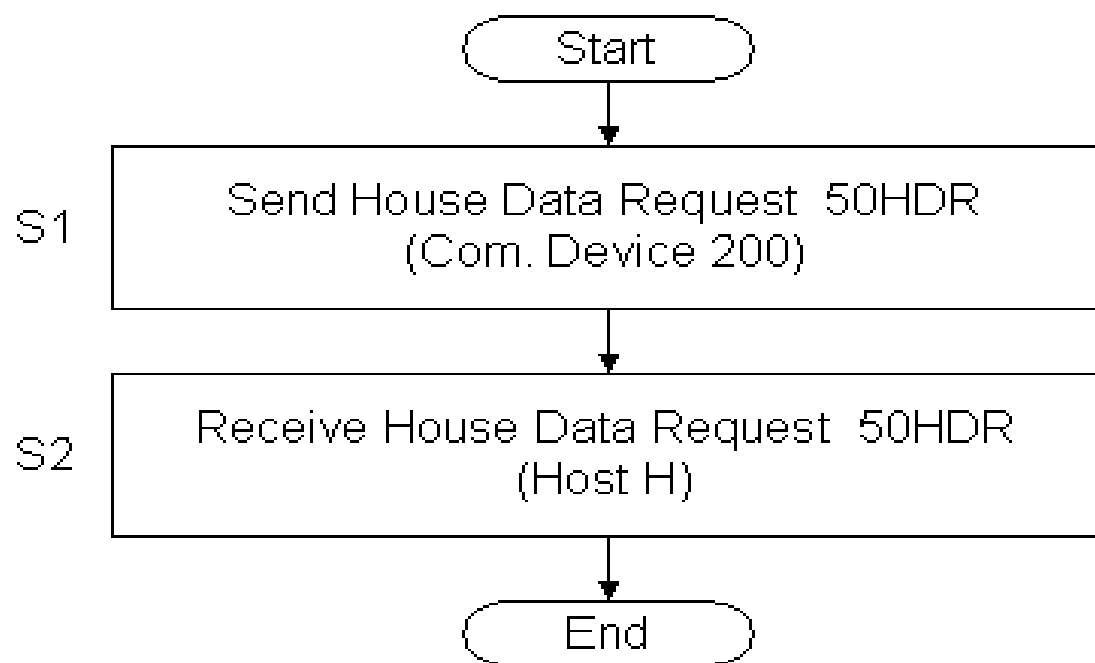 Start
S1
Send House Data Request 50HDR
(Com. Device 200)
S2
Receive House Data Request 50HDR
(Host H)
End